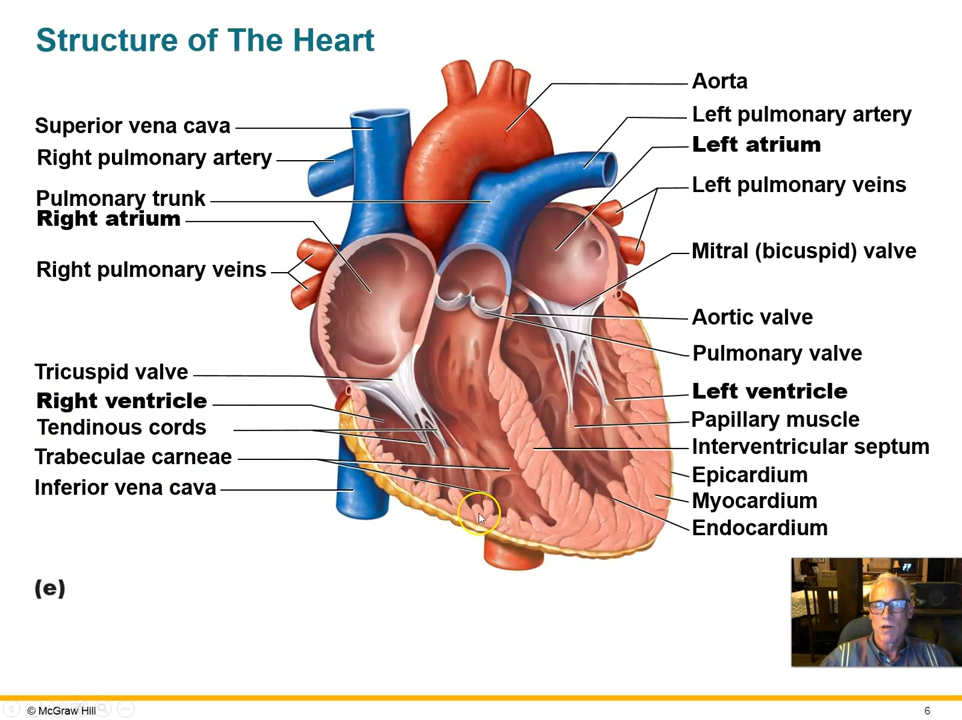 Structure of The Heart
Superior vena cava
Right pulmonary artery
Pulmonary trunk
Right atrium
Right pulmonary veins
Tricuspid valve
Right ventricle
Tendinous cords
Trabeculae carneae
Inferior vena cava
Aorta
Left pulmonary artery
Left atrium
Left pulmonary veins
Mitral (bicuspid) valve
Aortic valve
Pulmonary valve
Left ventricle
Papillary muscle
Interventricular septum
Epicardium
Myocardium
Endocardium
(e)
© McGraw Hill
6